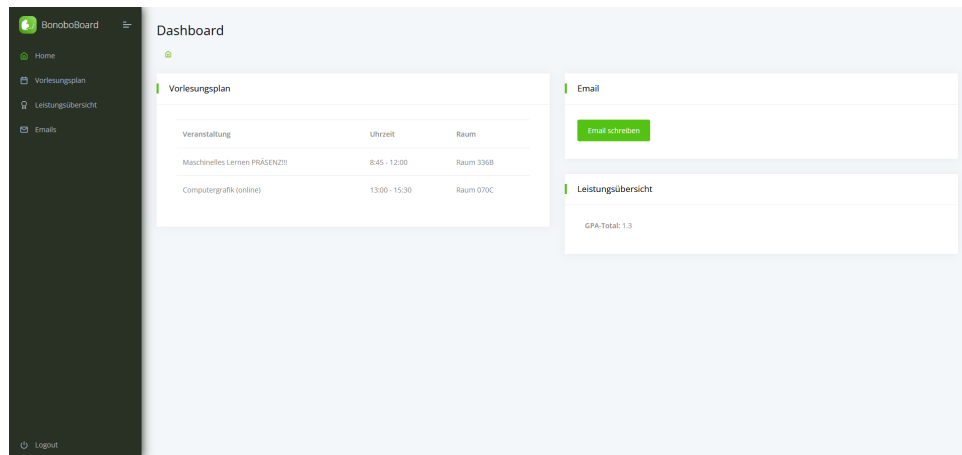 BonoboBoard
Home
Vorlesungsplan
Leistungsübersicht
Emails
Logout
Dashboard
Vorlesungsplan
Veranstaltung Uhrzeit Raum
Maschinelles Lernen PRÄSENZ!!! 8:45 - 12:00 Raum 336B
Computergrafik (online) 13:00 - 15:30 Raum 070C
Email
Email schreiben
Leistungsübersicht
GPA-Total: 1.3